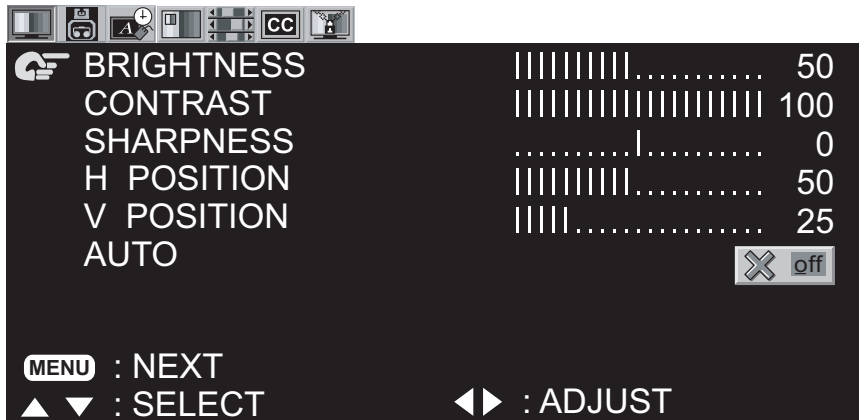 A CC
BRIGHTNESS 50
CONTRAST 100
SHARPNESS 0
H POSITION 50
V POSITION 25
AUTO off
MENU : NEXT
: SELECT : ADJUST